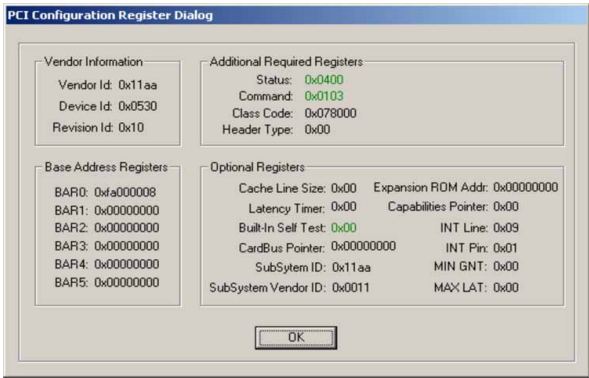 PCI Configuration Register Dialog
Vendor Information
Vendor Id: 0x11aa
Device Id: 0x0530
Revision Id: 0x10
Additional Required Registers
Status: 0x0400
Command: 0x0103
Class Code: 0x078000
Header Type: 0x00
Base Address Registers
BAR0: 0xfa000008
BAR1: 0x00000000
BAR2: 0x00000000
BAR3: 0x00000000
BAR4: 0x00000000
BAR5: 0x00000000
Optional Registers
Cache Line Size: 0x00 Expansion ROM Addr: 0x00000000
Latency Timer: 0x00 Capabilities Pointer: 0x00
Built-In Self Test: 0x00 INT Line: 0x09
CardBus Pointer: 0x00000000 INT Pin: 0x01
SubSytem ID: 0x11aa MIN GNT: 0x00
SubSystem Vendor ID: 0x0011 MAX LAT: 0x00
OK